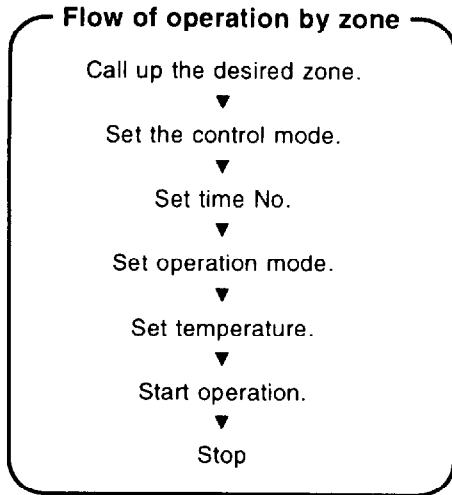 Flow of operation by zone
Call up the desired zone.
▼
Set the control mode.
▼
Set time No.
▼
Set operation mode.
▼
Set temperature.
▼
Start operation.
▼
Stop